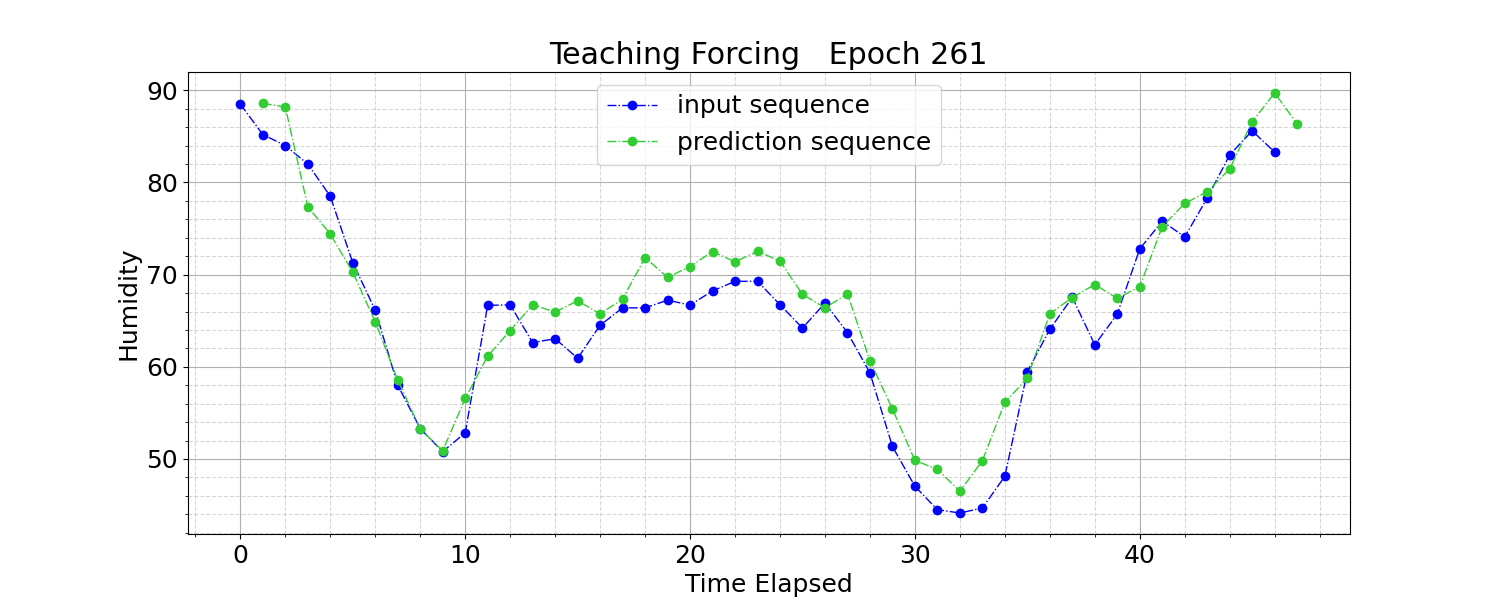 Teaching Forcing   Epoch 261
input sequence
prediction sequence
Humidity
90
80
70
60
50
0 10 20 30 40
Time Elapsed